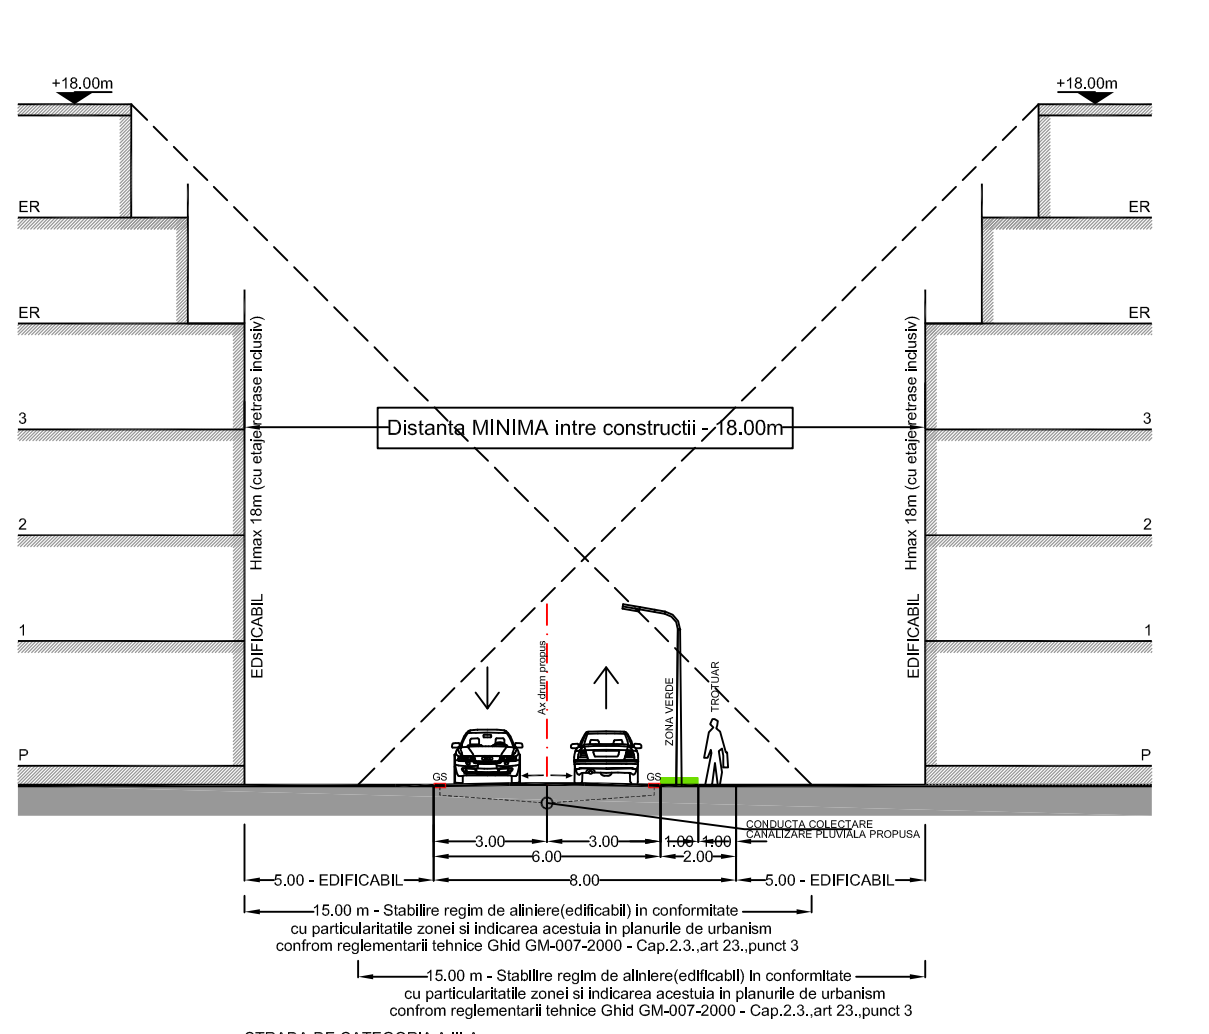 +18.00m
+18.00m
ER
ER
ER
ER
3
3
2
2
1
1
P
P
Hmax 18m (cu etaje retrase inclusiv)
EDIFICABIL
Hmax 18m (cu etaje retrase inclusiv)
EDIFICABIL
Distanta MINIMA intre constructii - 18.00m
Ax drum propus
ZONA VERDE
TROTUAR
GS
GS
CONDUCTA COLECTARE
CANALIZARE PLUVIALA PROPUSA
3.00
3.00
1.00
1.00
6.00
2.00
5.00 - EDIFICABIL
8.00
5.00 - EDIFICABIL
15.00 m - Stabilire regim de aliniere(edificabil) in conformitate
cu particularitatile zonei si indicarea acestuia in planurile de urbanism
confrom reglementarii tehnice Ghid GM-007-2000 - Cap.2.3.,art 23.,punct 3
15.00 m - Stabilire regim de aliniere(edificabil) in conformitate
cu particularitatile zonei si indicarea acestuia in planurile de urbanism
confrom reglementarii tehnice Ghid GM-007-2000 - Cap.2.3.,art 23.,punct 3
STRADA DE CATEGORIA A III-A